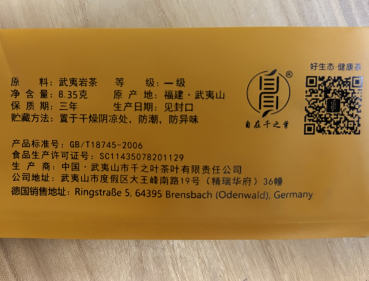 好生态·健康茶
原 料：武夷岩茶 等 级：一级
净 含 量：8.35克 原 产 地：福建·武夷山
保 质 期：三年 生产日期：见封口
贮藏方法：置于干燥阴凉处、防潮、防异味
自在千之叶
产品标准号：GB/T18745-2006
食品生产许可证号：SC11435078201129
生 产 商：中国·武夷山市千之叶茶叶有限责任公司
公司地址：武夷山市度假区大王峰南路19号（精瑞华府）36幢
德国销售地址：Ringstraße 5, 64395 Brensbach (Odenwald), Germany